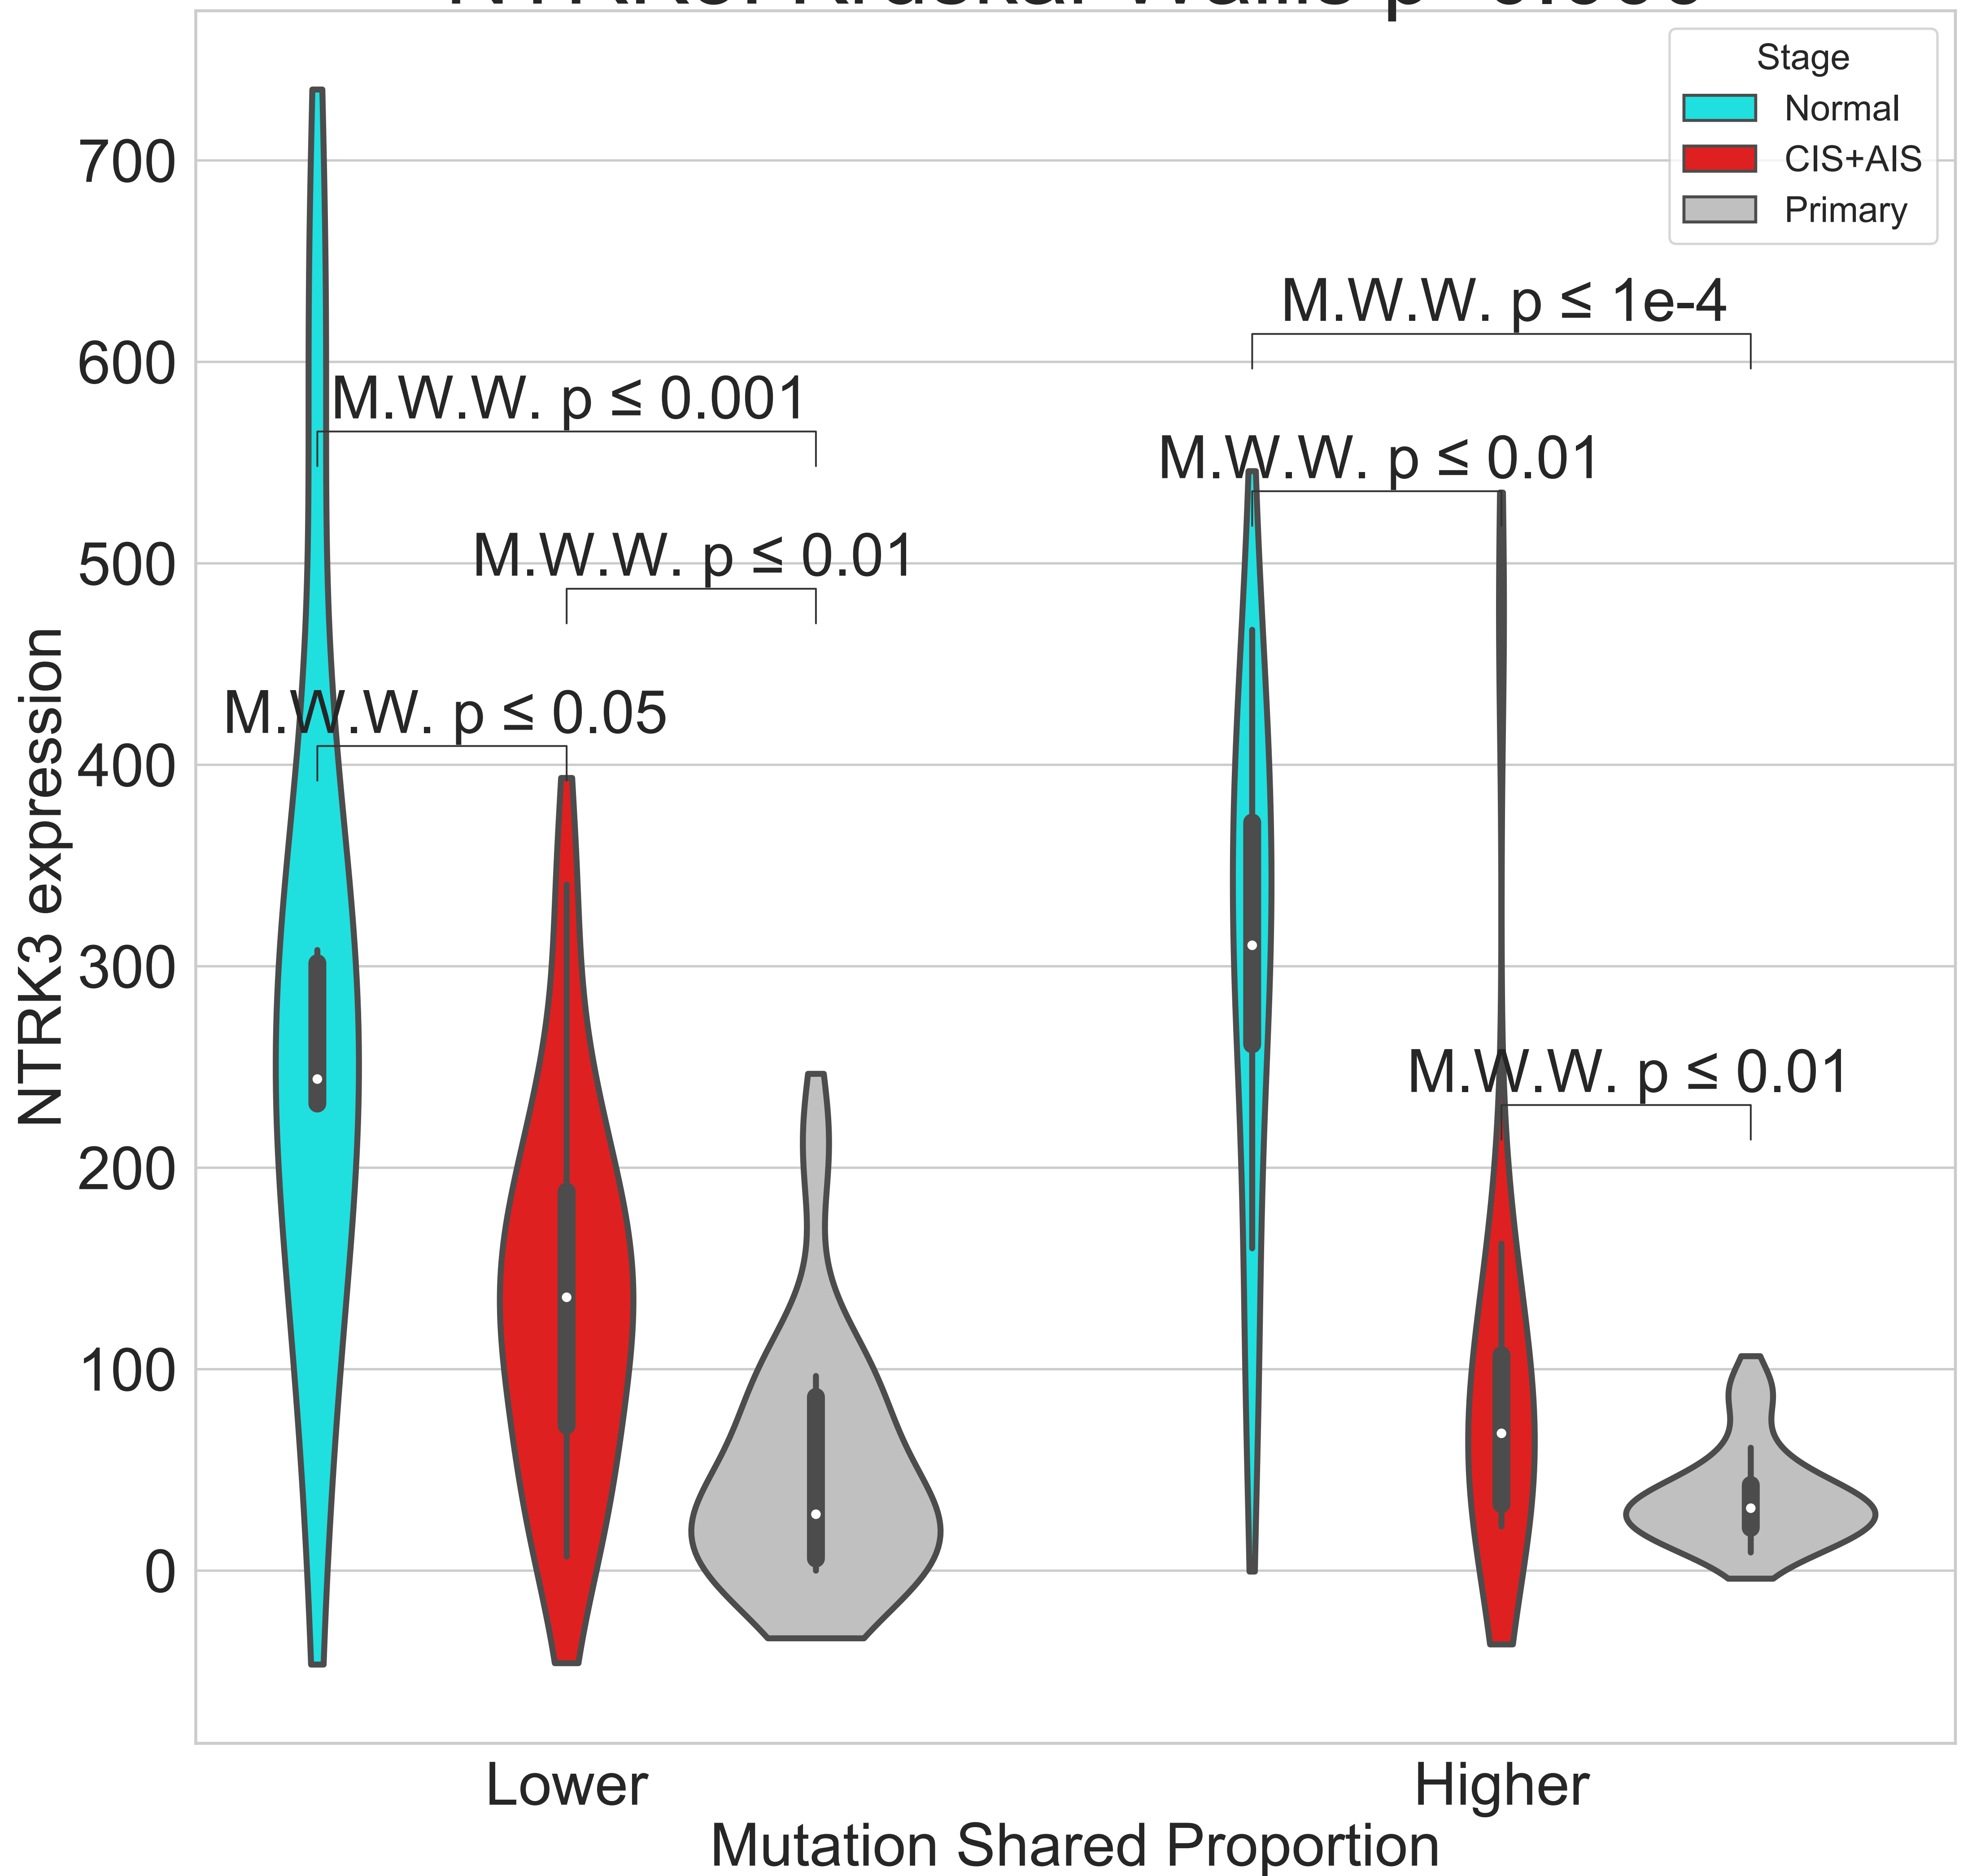 Stage
Normal
CIS+AIS
Primary
M.W.W. p ≤ 1e-4
M.W.W. p ≤ 0.001
M.W.W. p ≤ 0.01
M.W.W. p ≤ 0.01
M.W.W. p ≤ 0.05
M.W.W. p ≤ 0.01
700
600
500
400
300
200
100
0
NTRK3 expression
Lower
Higher
Mutation Shared Proportion